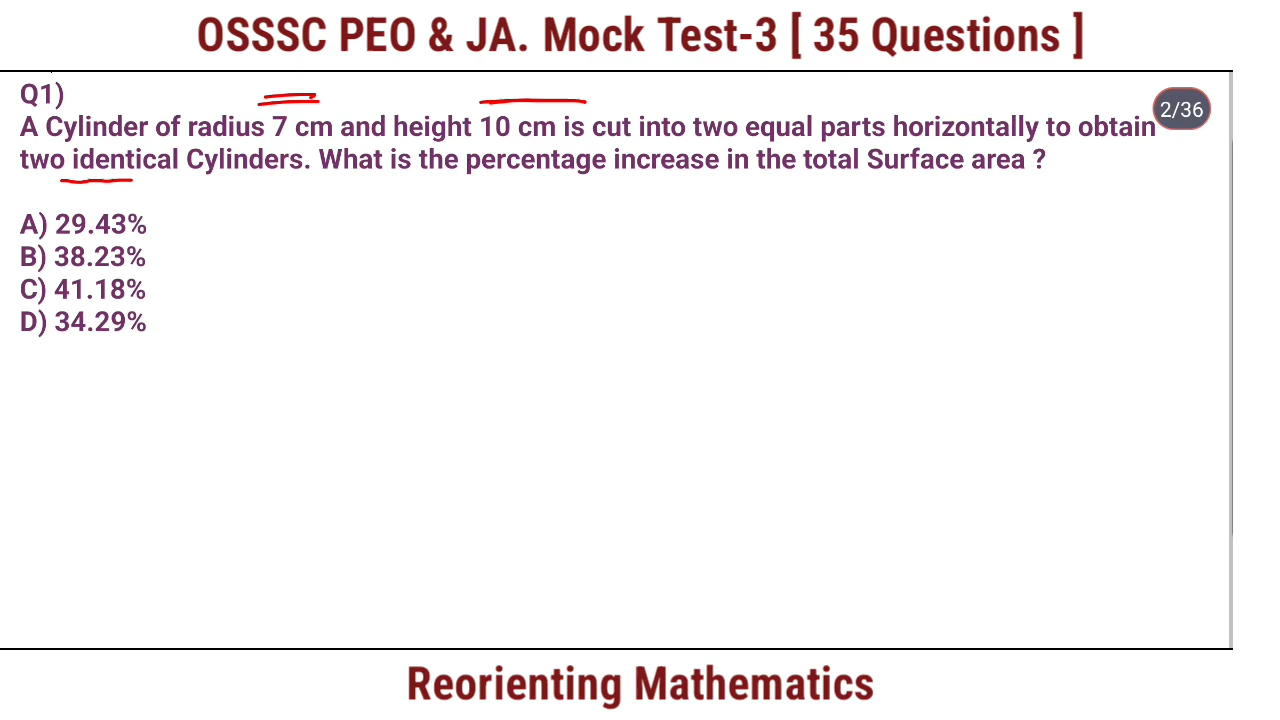 OSSSC PEO & JA. Mock Test-3 [ 35 Questions ]
Q1)
2/36
A Cylinder of radius 7 cm and height 10 cm is cut into two equal parts horizontally to obtain
two identical Cylinders. What is the percentage increase in the total Surface area ?
A) 29.43%
B) 38.23%
C) 41.18%
D) 34.29%
Reorienting Mathematics